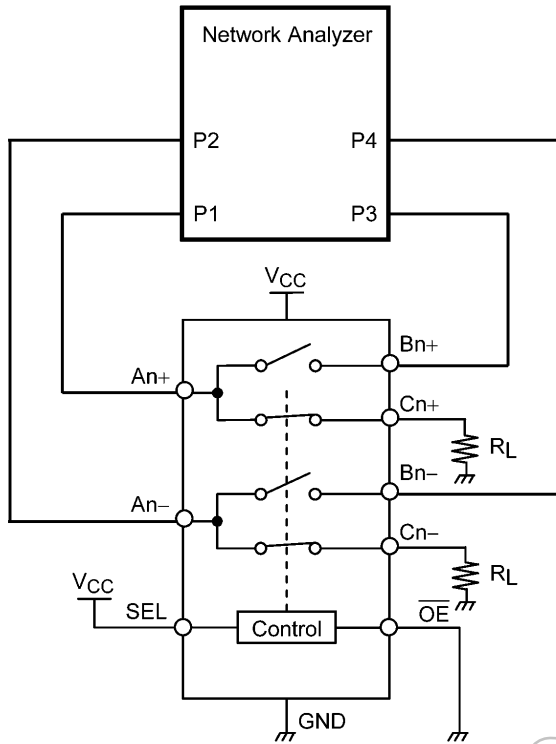 Network Analyzer
P2
P4
P1
P3
VCC
Bn+
An+
Cn+
RL
Bn−
An−
Cn−
VCC
RL
SEL
OE
Control
GND